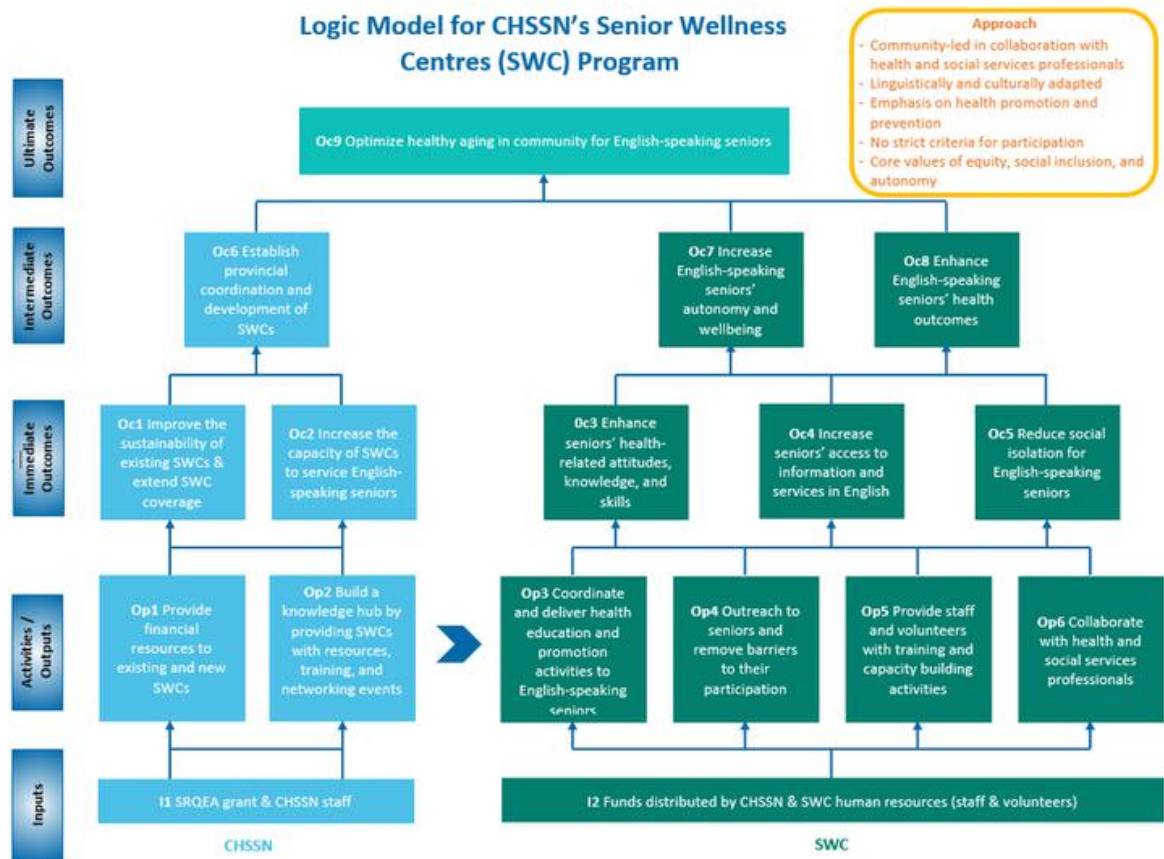 Logic Model for CHSSN's Senior Wellness
Centres (SWC) Program
Approach
- Community-led in collaboration with
health and social services professionals
- Linguistically and culturally adapted
- Emphasis on health promotion and
prevention
- No strict criteria for participation
- Core values of equity, social inclusion, and
autonomy
Ultimate
Outcomes
Oc9 Optimize healthy aging in community for English-speaking seniors
Intermediate
Outcomes
Oc6 Establish
provincial
coordination and
development of
SWCs
Oc7 Increase
English-speaking
seniors'
autonomy and
wellbeing
Oc8 Enhance
English-speaking
seniors' health
outcomes
Immediate
Outcomes
Oc1 Improve the
sustainability of
existing SWCs &
extend SWC
coverage
Oc2 Increase the
capacity of SWCs
to service English-
speaking seniors
0c3 Enhance
seniors' health-
related attitudes,
knowledge, and
skills
Oc4 Increase
seniors' access to
information and
services in English
Oc5 Reduce social
isolation for
English-speaking
seniors
Activities /
Outputs
Op1 Provide
financial
resources to
existing and new
SWCs
Op2 Build a
knowledge hub by
providing SWCs
with resources,
training, and
networking events
Op3 Coordinate
and deliver health
education and
promotion
activities to
English-speaking
seniors
Op4 Outreach to
seniors and
remove barriers
to their
participation
Op5 Provide staff
and volunteers
with training and
capacity building
activities
Op6 Collaborate
with health and
social services
professionals
Inputs
I1 SRQEA grant & CHSSN staff
I2 Funds distributed by CHSSN & SWC human resources (staff & volunteers)
CHSSN
SWC